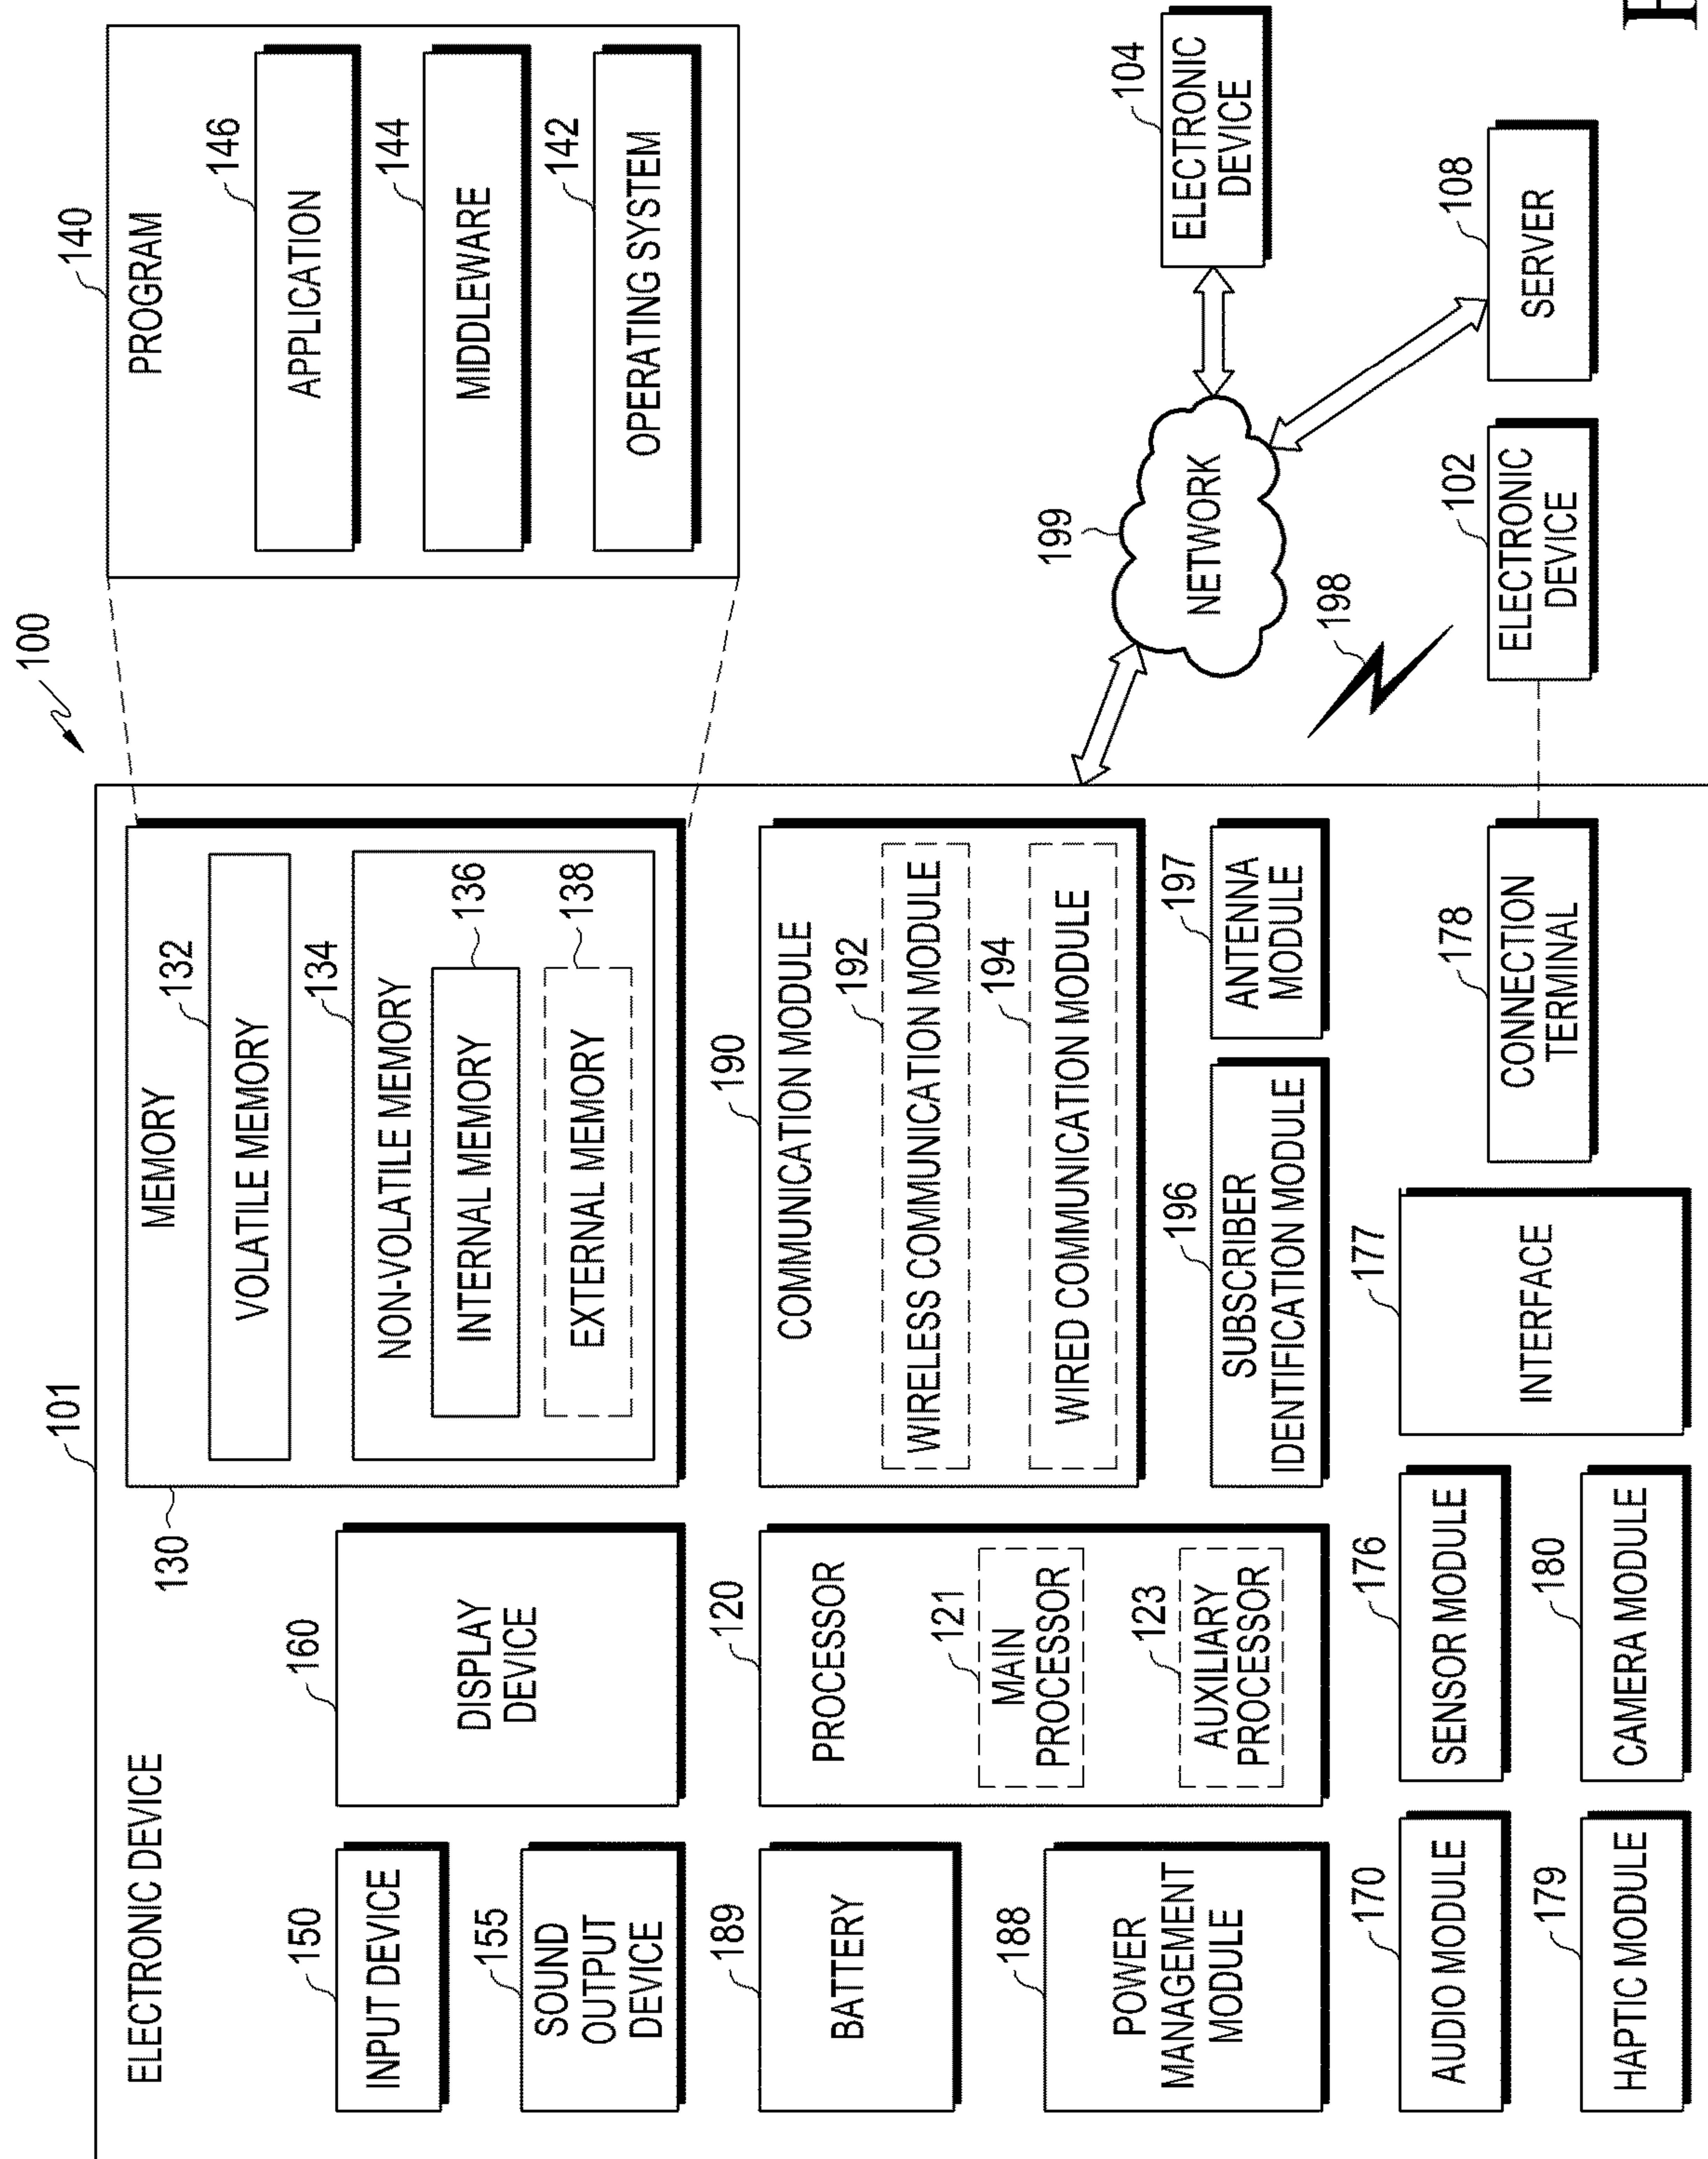 100
101
ELECTRONIC DEVICE
130
MEMORY
132
VOLATILE MEMORY
134
NON-VOLATILE MEMORY
INTERNAL MEMORY
136
EXTERNAL MEMORY
138
140
PROGRAM
146
APPLICATION
144
MIDDLEWARE
142
OPERATING SYSTEM
150
INPUT DEVICE
155
SOUND
OUTPUT
DEVICE
160
DISPLAY
DEVICE
189
BATTERY
188
POWER
MANAGEMENT
MODULE
120
PROCESSOR
121
MAIN
PROCESSOR
123
AUXILIARY
PROCESSOR
190
COMMUNICATION MODULE
192
WIRELESS COMMUNICATION MODULE
194
WIRED COMMUNICATION MODULE
196
SUBSCRIBER
IDENTIFICATION MODULE
197
ANTENNA
MODULE
199
NETWORK
104
ELECTRONIC
DEVICE
198
170
AUDIO MODULE
176
SENSOR MODULE
177
INTERFACE
178
CONNECTION
TERMINAL
102
ELECTRONIC
DEVICE
108
SERVER
179
HAPTIC MODULE
180
CAMERA MODULE